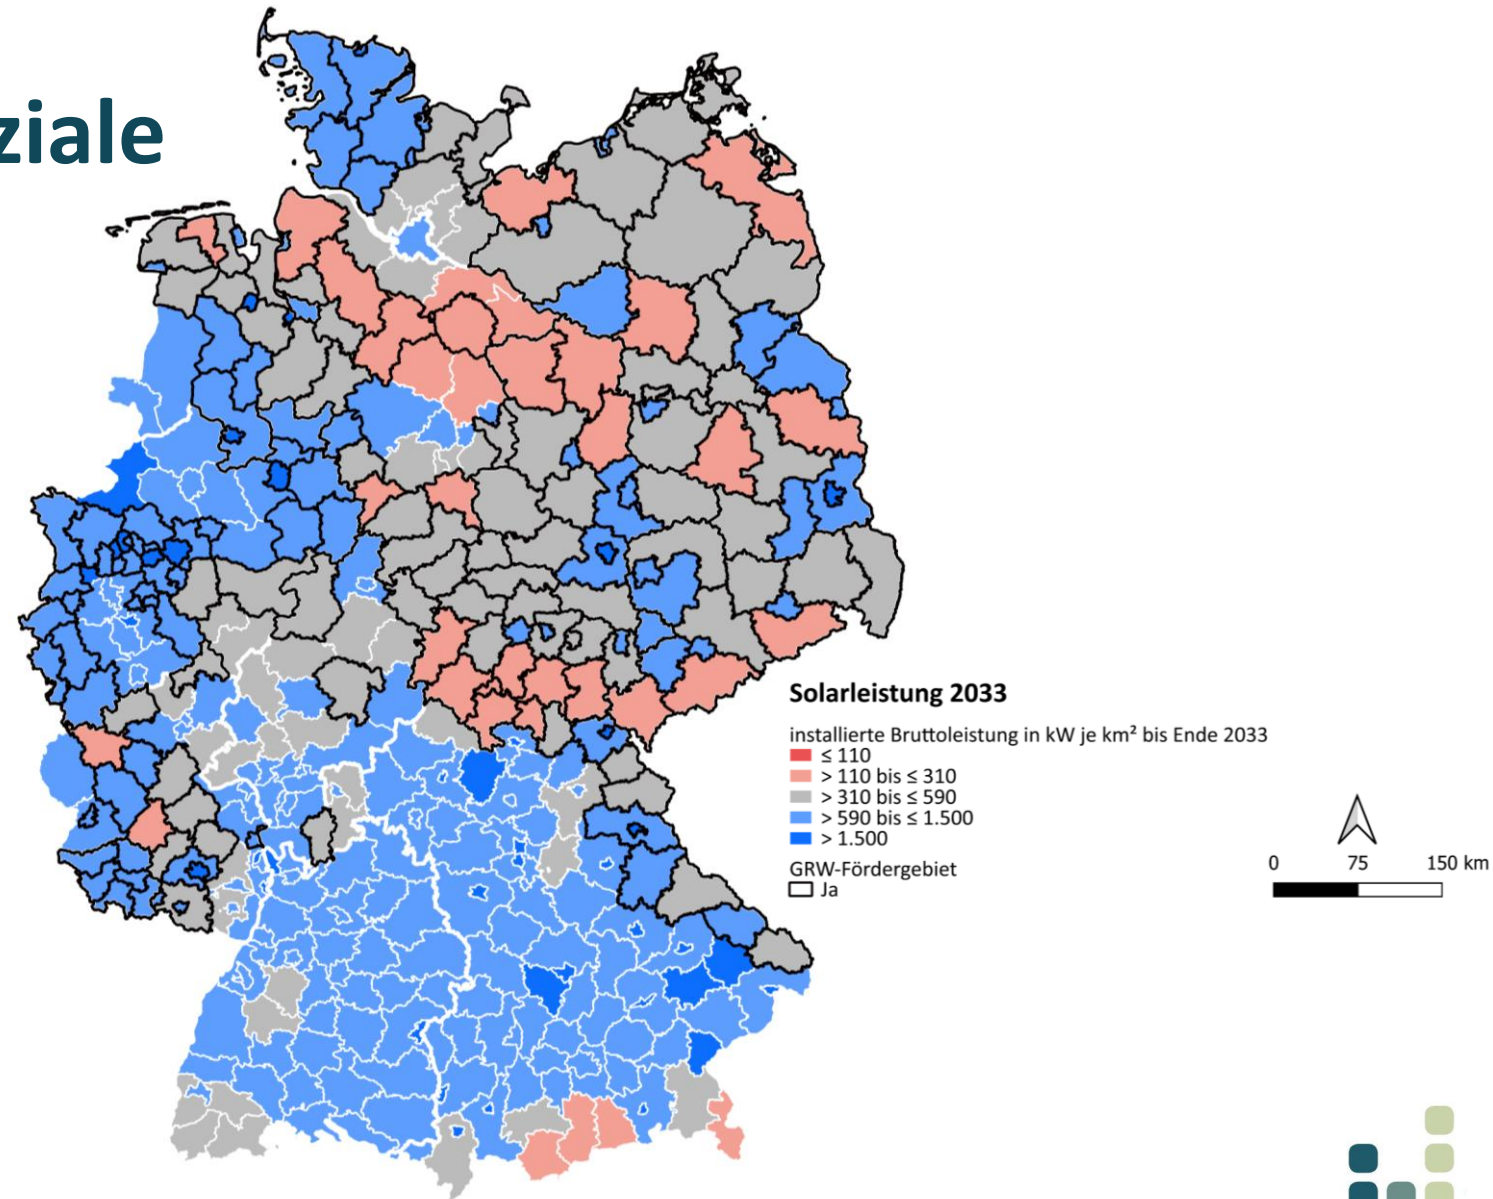 ziale
Solarleistung 2033
installierte Bruttoleistung in kW je km² bis Ende 2033
≤ 110
> 110 bis ≤ 310
> 310 bis ≤ 590
> 590 bis ≤ 1.500
> 1.500
GRW-Fördergebiet
Ja
0 75 150 km